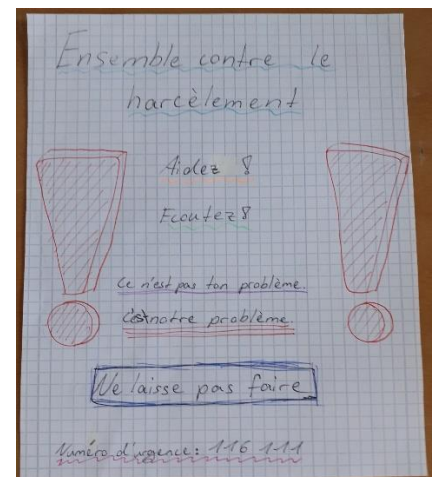 Ensemble contre le
harcèlement
Aidez !
Ecoutez !
Ce n'est pas ton problème.
C'est notre problème
Ne laisse pas faire
Numéro d'urgence: 116 111